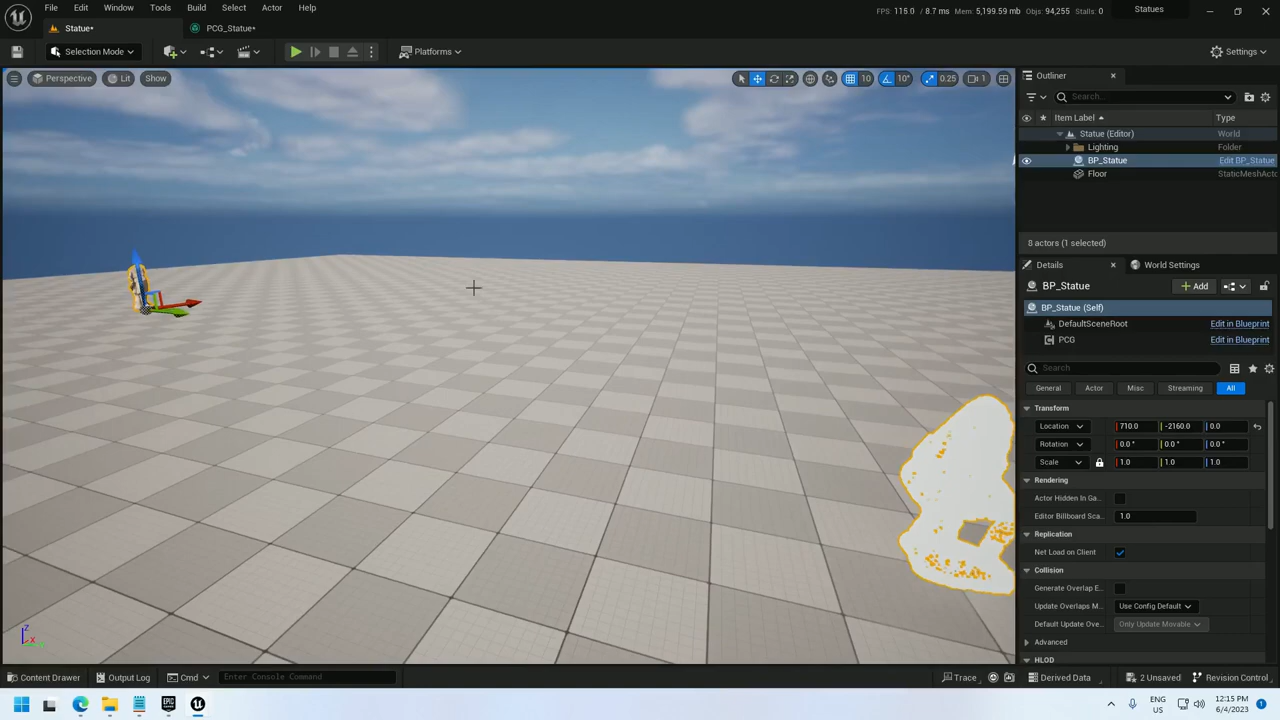 File Edit Window Tools Build Select Actor Help
FPS: 115.0 / 8.7 ms Mem: 5,199.59 mb Objs: 94,255 Stalls: 0
Statues
Statue*
PCG_Statue*
Selection Mode
Platforms
Settings
Perspective Lit Show
10 10° 0.25 1
Outliner
Search...
Item Label Type
Statue (Editor) World
Lighting Folder
BP_Statue Edit BP_Statue
Floor StaticMeshActo
8 actors (1 selected)
Details World Settings
BP_Statue
Add
BP_Statue (Self)
DefaultSceneRoot Edit in Blueprint
PCG Edit in Blueprint
Search
General Actor Misc Streaming All
Transform
Location 710.0 -2160.0 0.0
Rotation 0.0 ° 0.0 ° 0.0 °
Scale 1.0 1.0 1.0
Rendering
Actor Hidden In Ga...
Editor Billboard Sca... 1.0
Replication
Net Load on Client
Collision
Generate Overlap E...
Update Overlaps M... Use Config Default
Default Update Ove... Only Update Movable
Advanced
HLOD
Z
X
Content Drawer Output Log Cmd Enter Console Command
Trace Derived Data 2 Unsaved Revision Control
EPIC
ENG
US
12:15 PM
6/4/2023
1